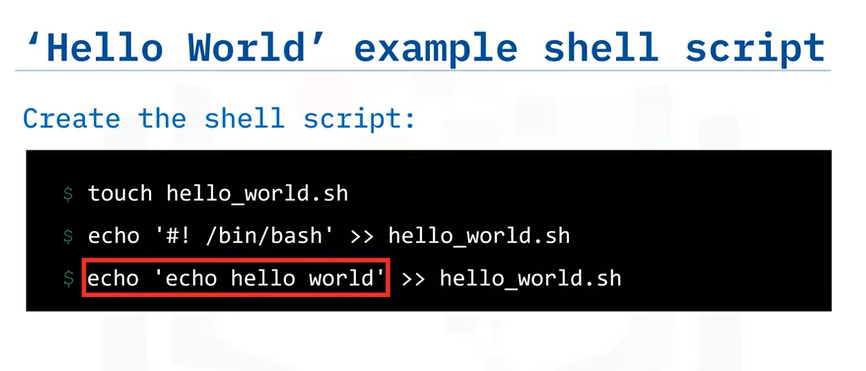 ‘Hello World’ example shell script
Create the shell script:
$ touch hello_world.sh
$ echo '#! /bin/bash' >> hello_world.sh
$ echo 'echo hello world' >> hello_world.sh